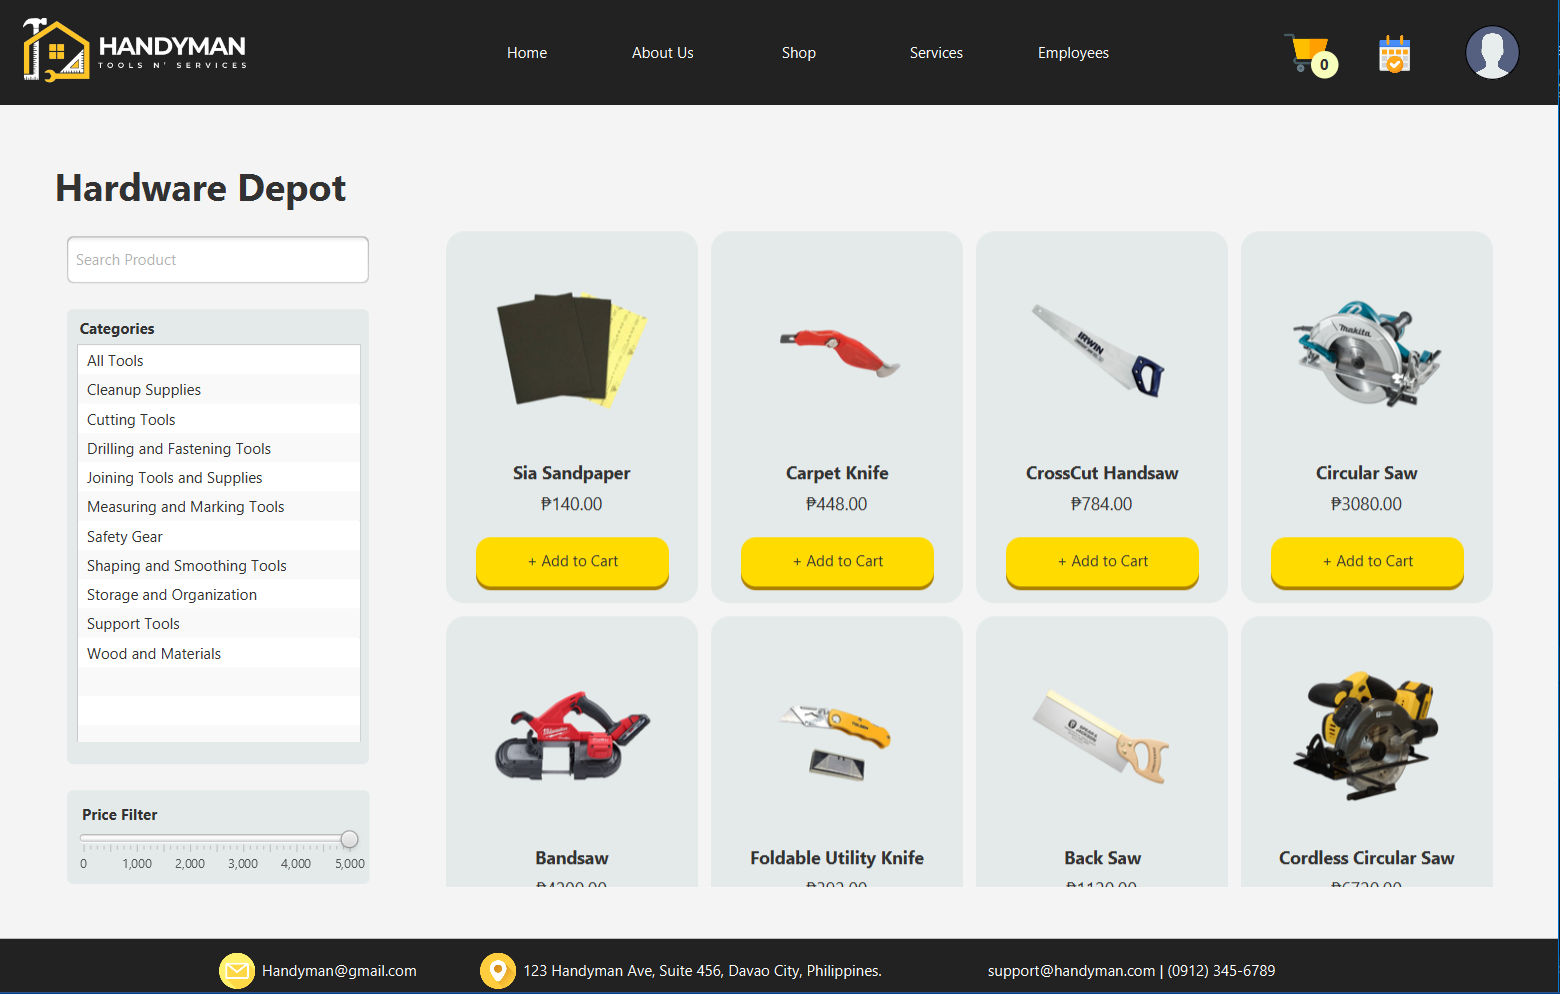 HANDYMAN
TOOLS N' SERVICES
Home
About Us
Shop
Services
Employees
0
Hardware Depot
Search Product
Categories
All Tools
Cleanup Supplies
Cutting Tools
Drilling and Fastening Tools
Joining Tools and Supplies
Measuring and Marking Tools
Safety Gear
Shaping and Smoothing Tools
Storage and Organization
Support Tools
Wood and Materials
Price Filter
0 1,000 2,000 3,000 4,000 5,000
Sia Sandpaper
₱140.00
+ Add to Cart
Carpet Knife
₱448.00
+ Add to Cart
IRWIN
CrossCut Handsaw
₱784.00
+ Add to Cart
makita
Circular Saw
₱3080.00
+ Add to Cart
Milwaukee
Bandsaw
Foldable Utility Knife
SPEAR &
JACKSON
Back Saw
Cordless Circular Saw
Handyman@gmail.com
123 Handyman Ave, Suite 456, Davao City, Philippines.
support@handyman.com | (0912) 345-6789